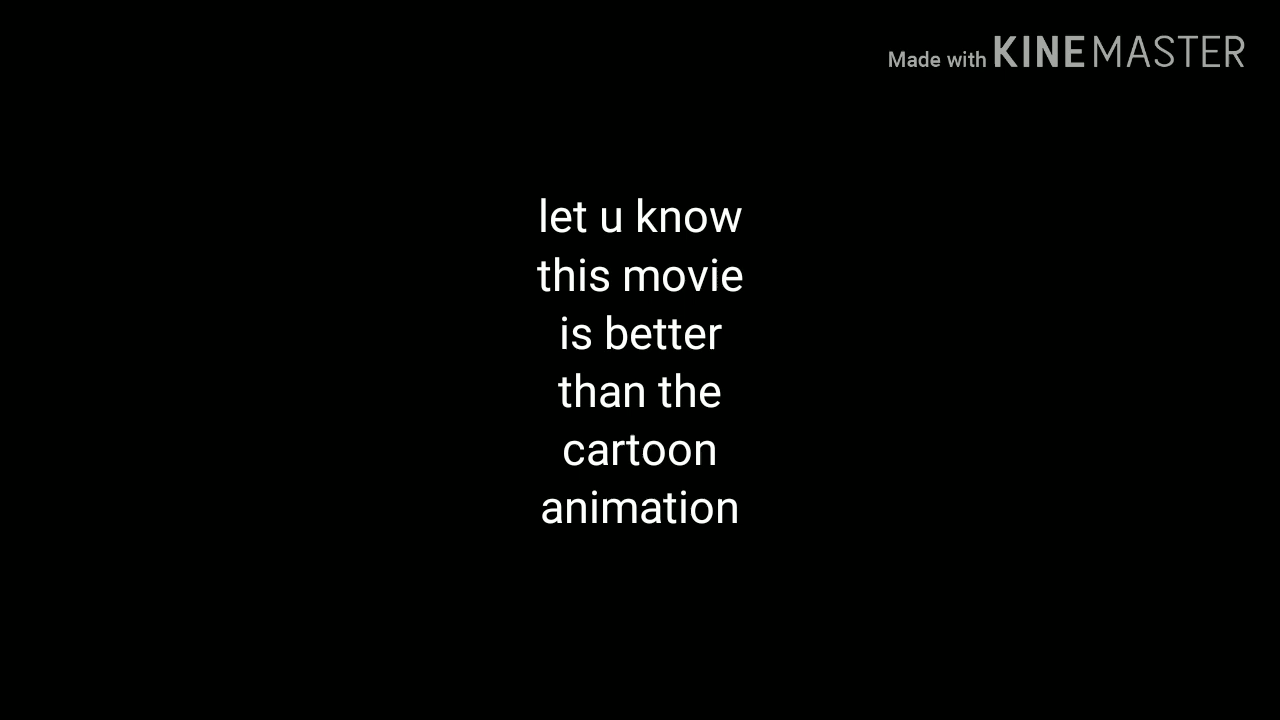 Made with KINEMASTER
let u know
this movie
is better
than the
cartoon
animation